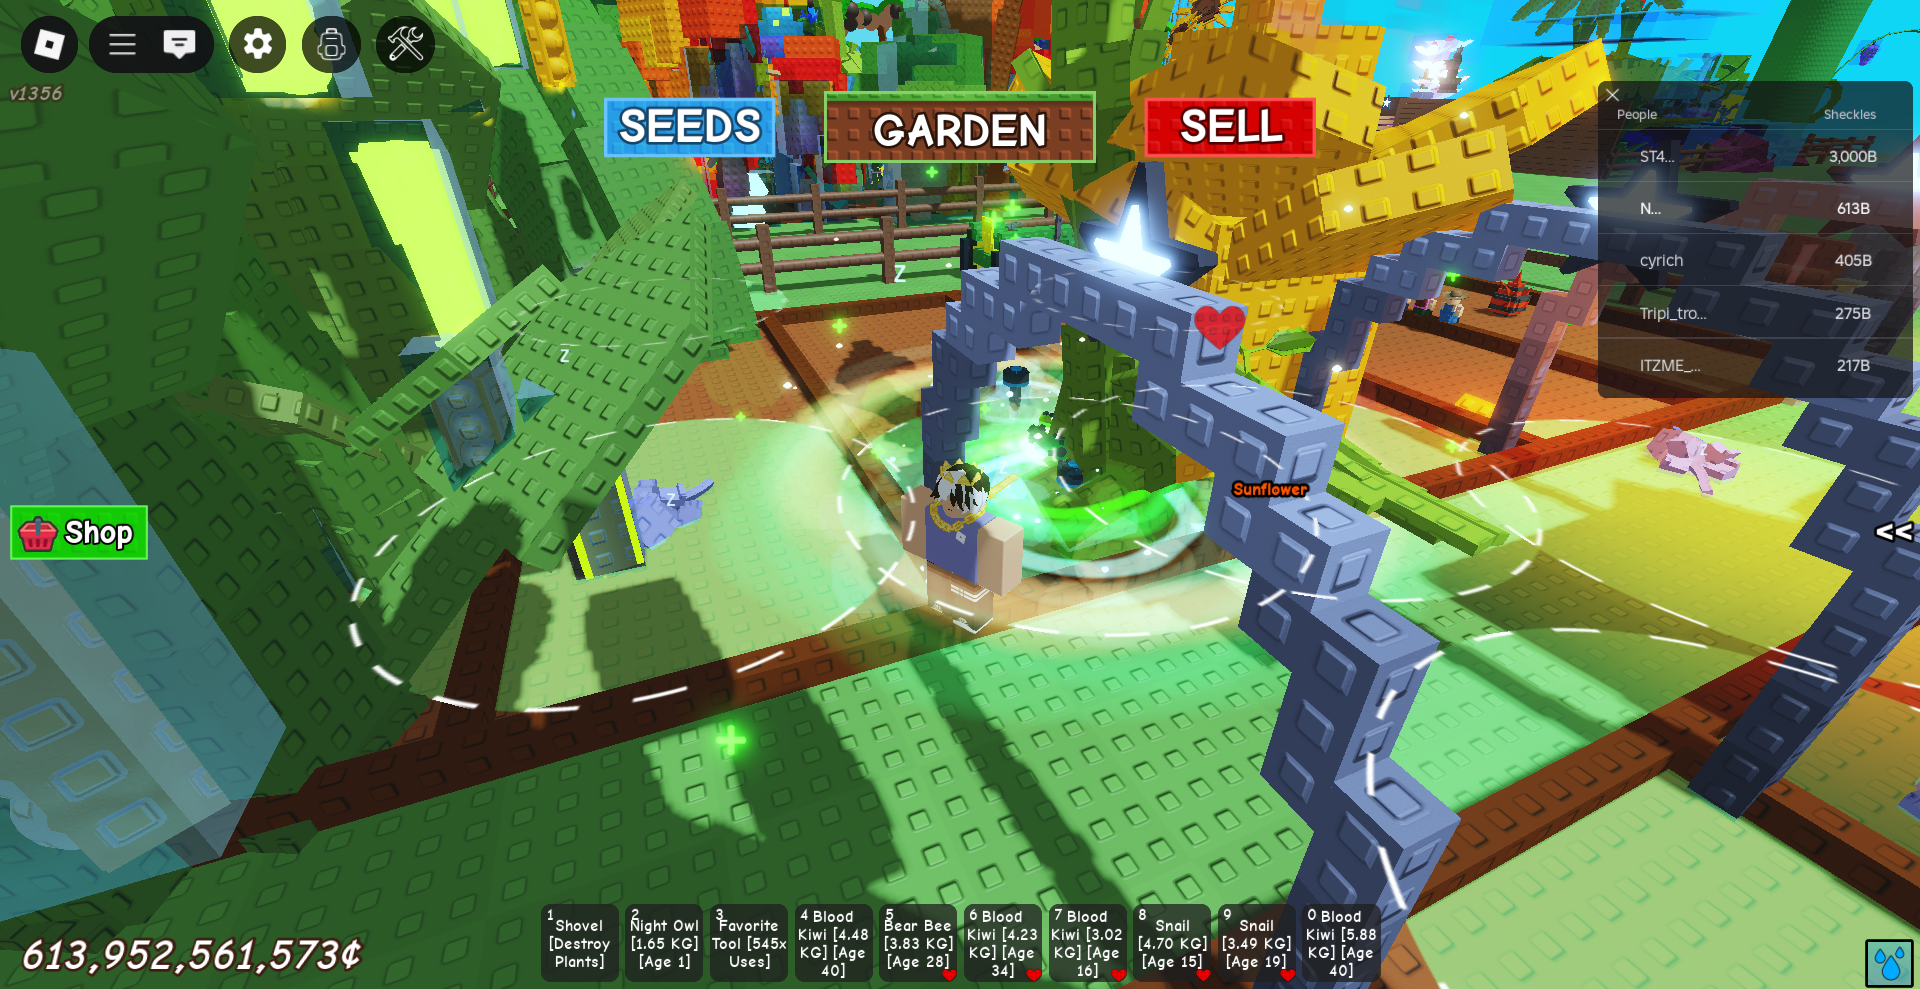 v1356
SEEDS
GARDEN
SELL
People Sheckles
ST4... 3,000B
N... 613B
cyrich 405B
Tripi_tro... 275B
ITZME_... 217B
Z
Z
Z
Z
Z
Sunflower
<<
Shop
613,952,561,573¢
1
Shovel
[Destroy
Plants]
2
Night Owl
[1.65 KG]
[Age 1]
3
Favorite
Tool [545x
Uses]
4 Blood
Kiwi [4.48
KG] [Age
40]
5
Bear Bee
[3.83 KG]
[Age 28]
6 Blood
Kiwi [4.23
KG] [Age
34]
7 Blood
Kiwi [3.02
KG] [Age
16]
8
Snail
[4.70 KG]
[Age 15]
9
Snail
[3.49 KG]
[Age 19]
0 Blood
Kiwi [5.88
KG] [Age
40]